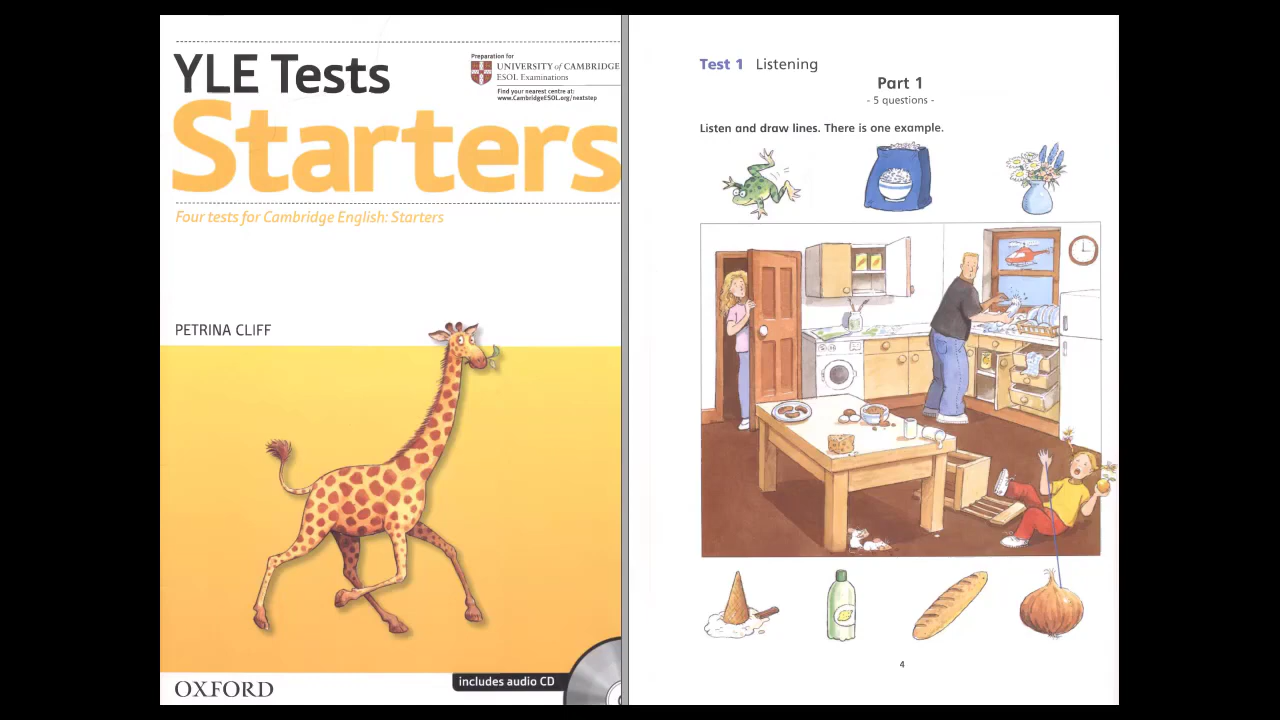 YLE Tests
Preparation for
UNIVERSITY of CAMBRIDGE
ESOL Examinations
Find your nearest centre at:
www.CambridgeESOL.org/nextstep
Starters
Four tests for Cambridge English: Starters
PETRINA CLIFF
includes audio CD
OXFORD
Test 1 Listening
Part 1
- 5 questions -
Listen and draw lines. There is one example.
4